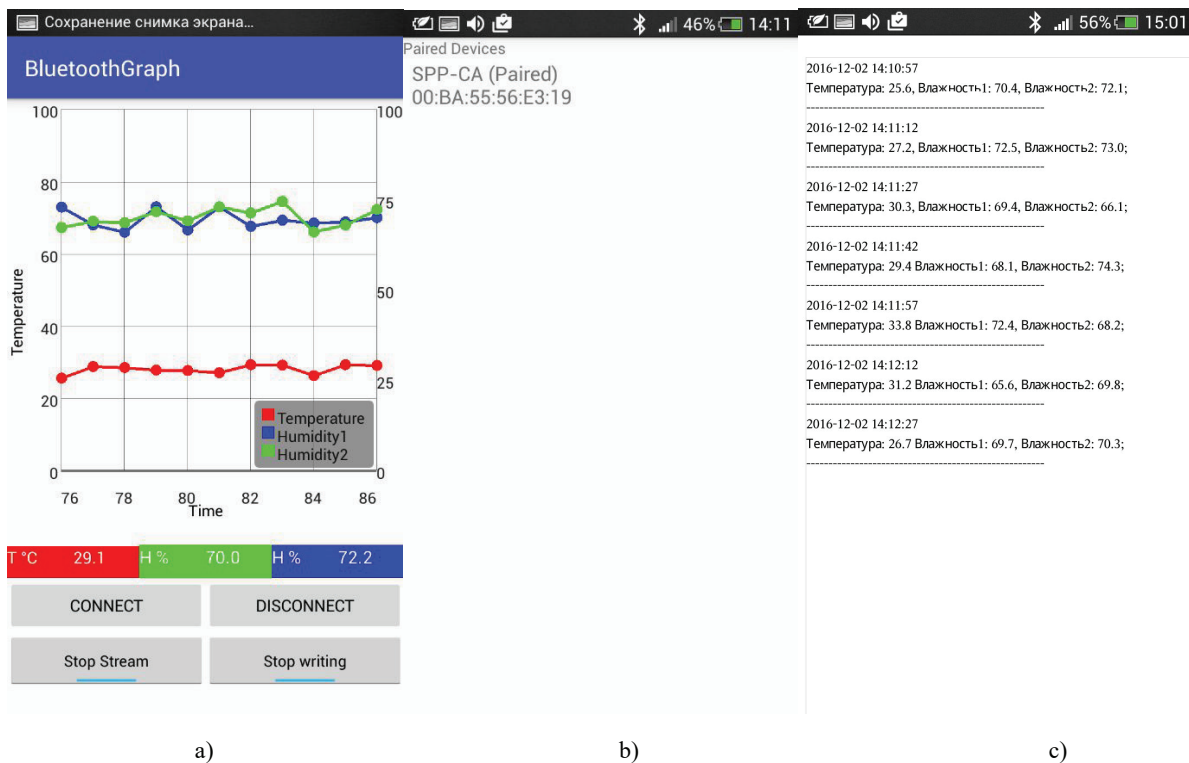 Сохранение снимка экрана...
BluetoothGraph
100
100
80
75
60
50
40
25
20
0
0
Temperature
Temperature
Humidity1
Humidity2
76 78 80 82 84 86
Time
T °C 29.1 H % 70.0 H % 72.2
CONNECT DISCONNECT
Stop Stream Stop writing
a)
46% 14:11
Paired Devices
SPP-CA (Paired)
00:BA:55:56:E3:19
b)
56% 15:01
2016-12-02 14:10:57
Температура: 25.6, Влажность1: 70.4, Влажность2: 72.1;
----------------------------------------------------
2016-12-02 14:11:12
Температура: 27.2, Влажность1: 72.5, Влажность2: 73.0;
----------------------------------------------------
2016-12-02 14:11:27
Температура: 30.3, Влажность1: 69.4, Влажность2: 66.1;
----------------------------------------------------
2016-12-02 14:11:42
Температура: 29.4 Влажность1: 68.1, Влажность2: 74.3;
----------------------------------------------------
2016-12-02 14:11:57
Температура: 33.8 Влажность1: 72.4, Влажность2: 68.2;
----------------------------------------------------
2016-12-02 14:12:12
Температура: 31.2 Влажность1: 65.6, Влажность2: 69.8;
----------------------------------------------------
2016-12-02 14:12:27
Температура: 26.7 Влажность1: 69.7, Влажность2: 70.3;
----------------------------------------------------
c)